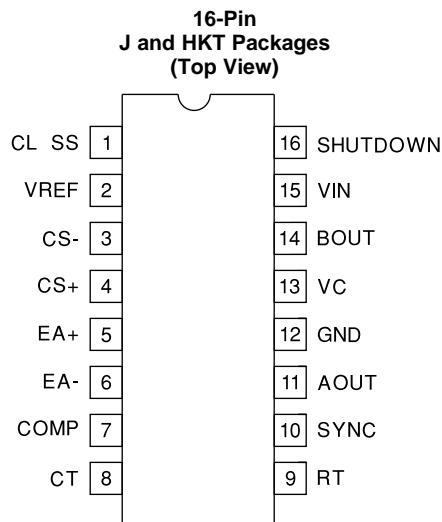 16-Pin
J and HKT Packages
(Top View)
CL SS 1 16 SHUTDOWN
VREF 2 15 VIN
CS- 3 14 BOUT
CS+ 4 13 VC
EA+ 5 12 GND
EA- 6 11 AOUT
COMP 7 10 SYNC
CT 8 9 RT